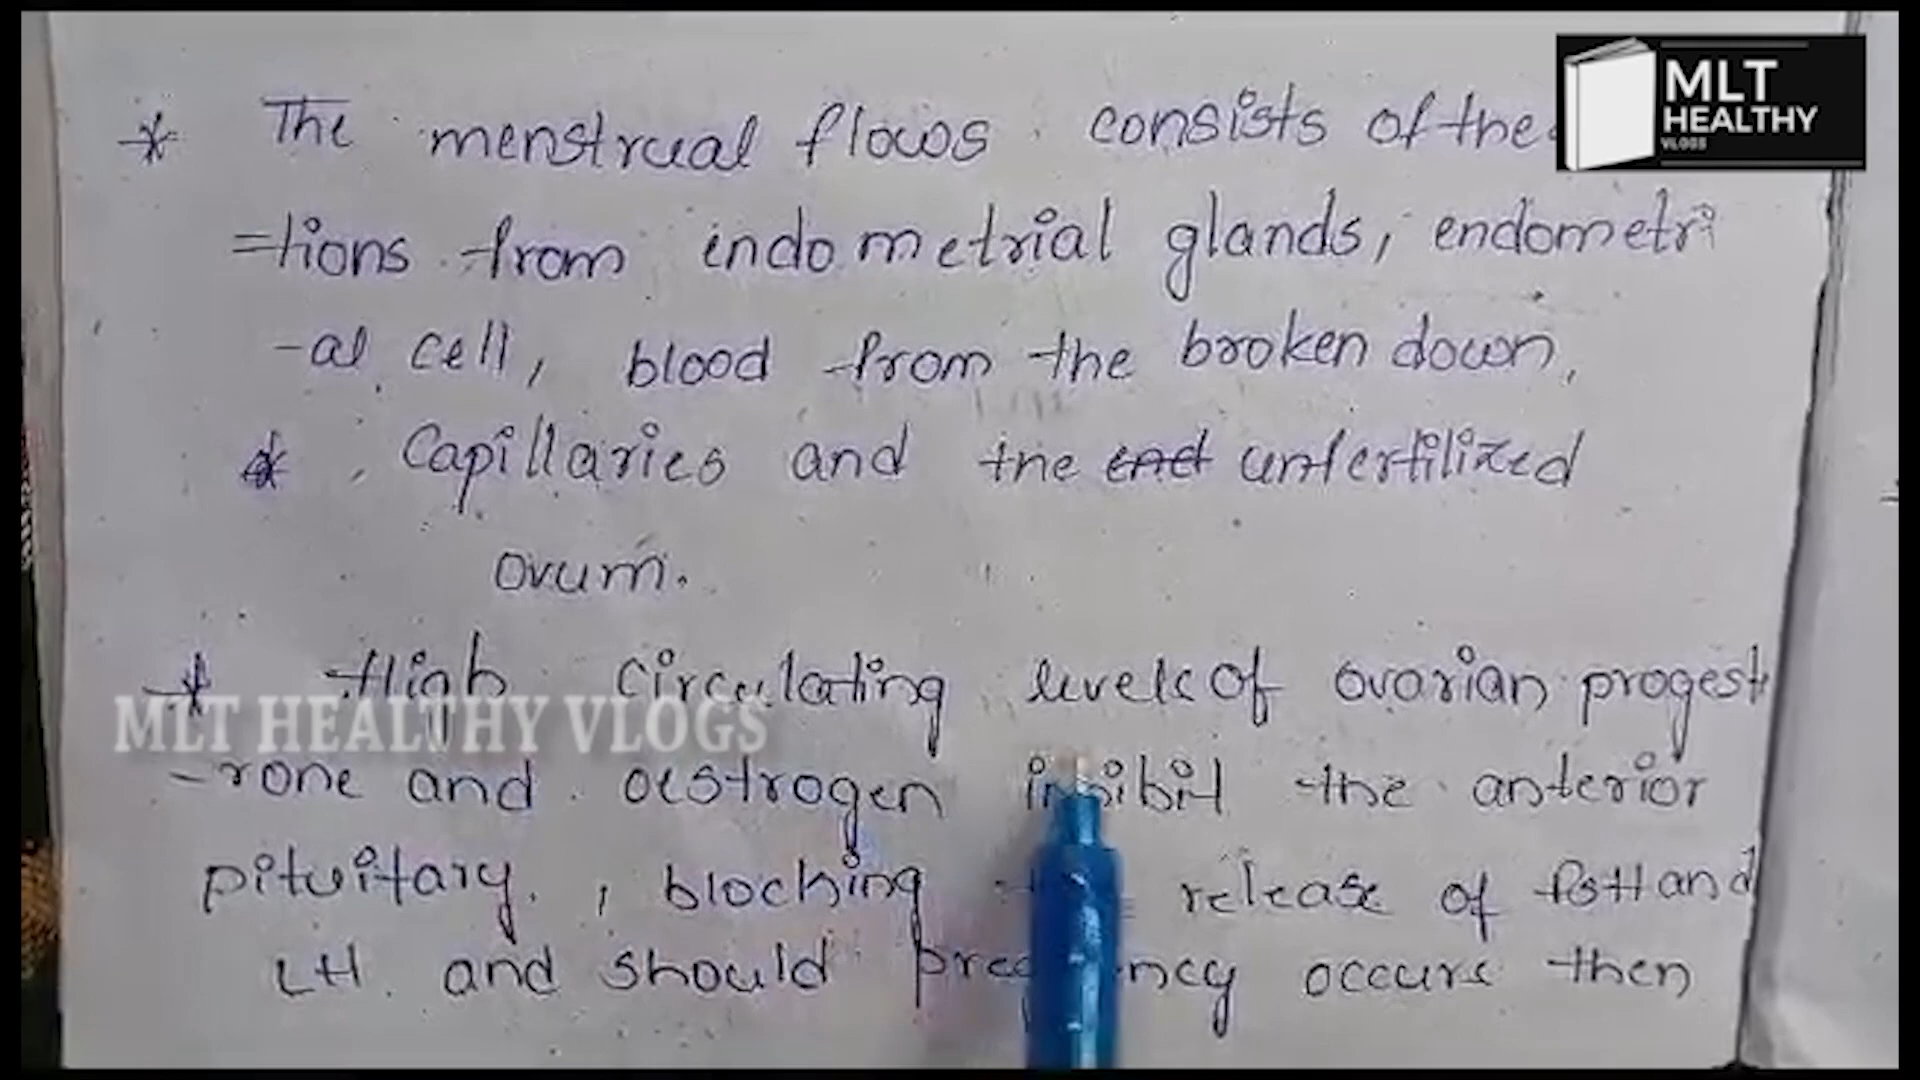 MLT
HEALTHY
VLOGS
* The menstrual flows consists of the
=tions from endometrial glands, endometri
-al cell, blood from the broken down,
* Capillaries and the end unfertilized
ovum.
* High circulating levels of ovarian progest
MLT HEALTHY VLOGS
-rone and oestrogen inhibit the anterior
pituitary, blocking release of FSH and
LH and should pregnancy occurs then